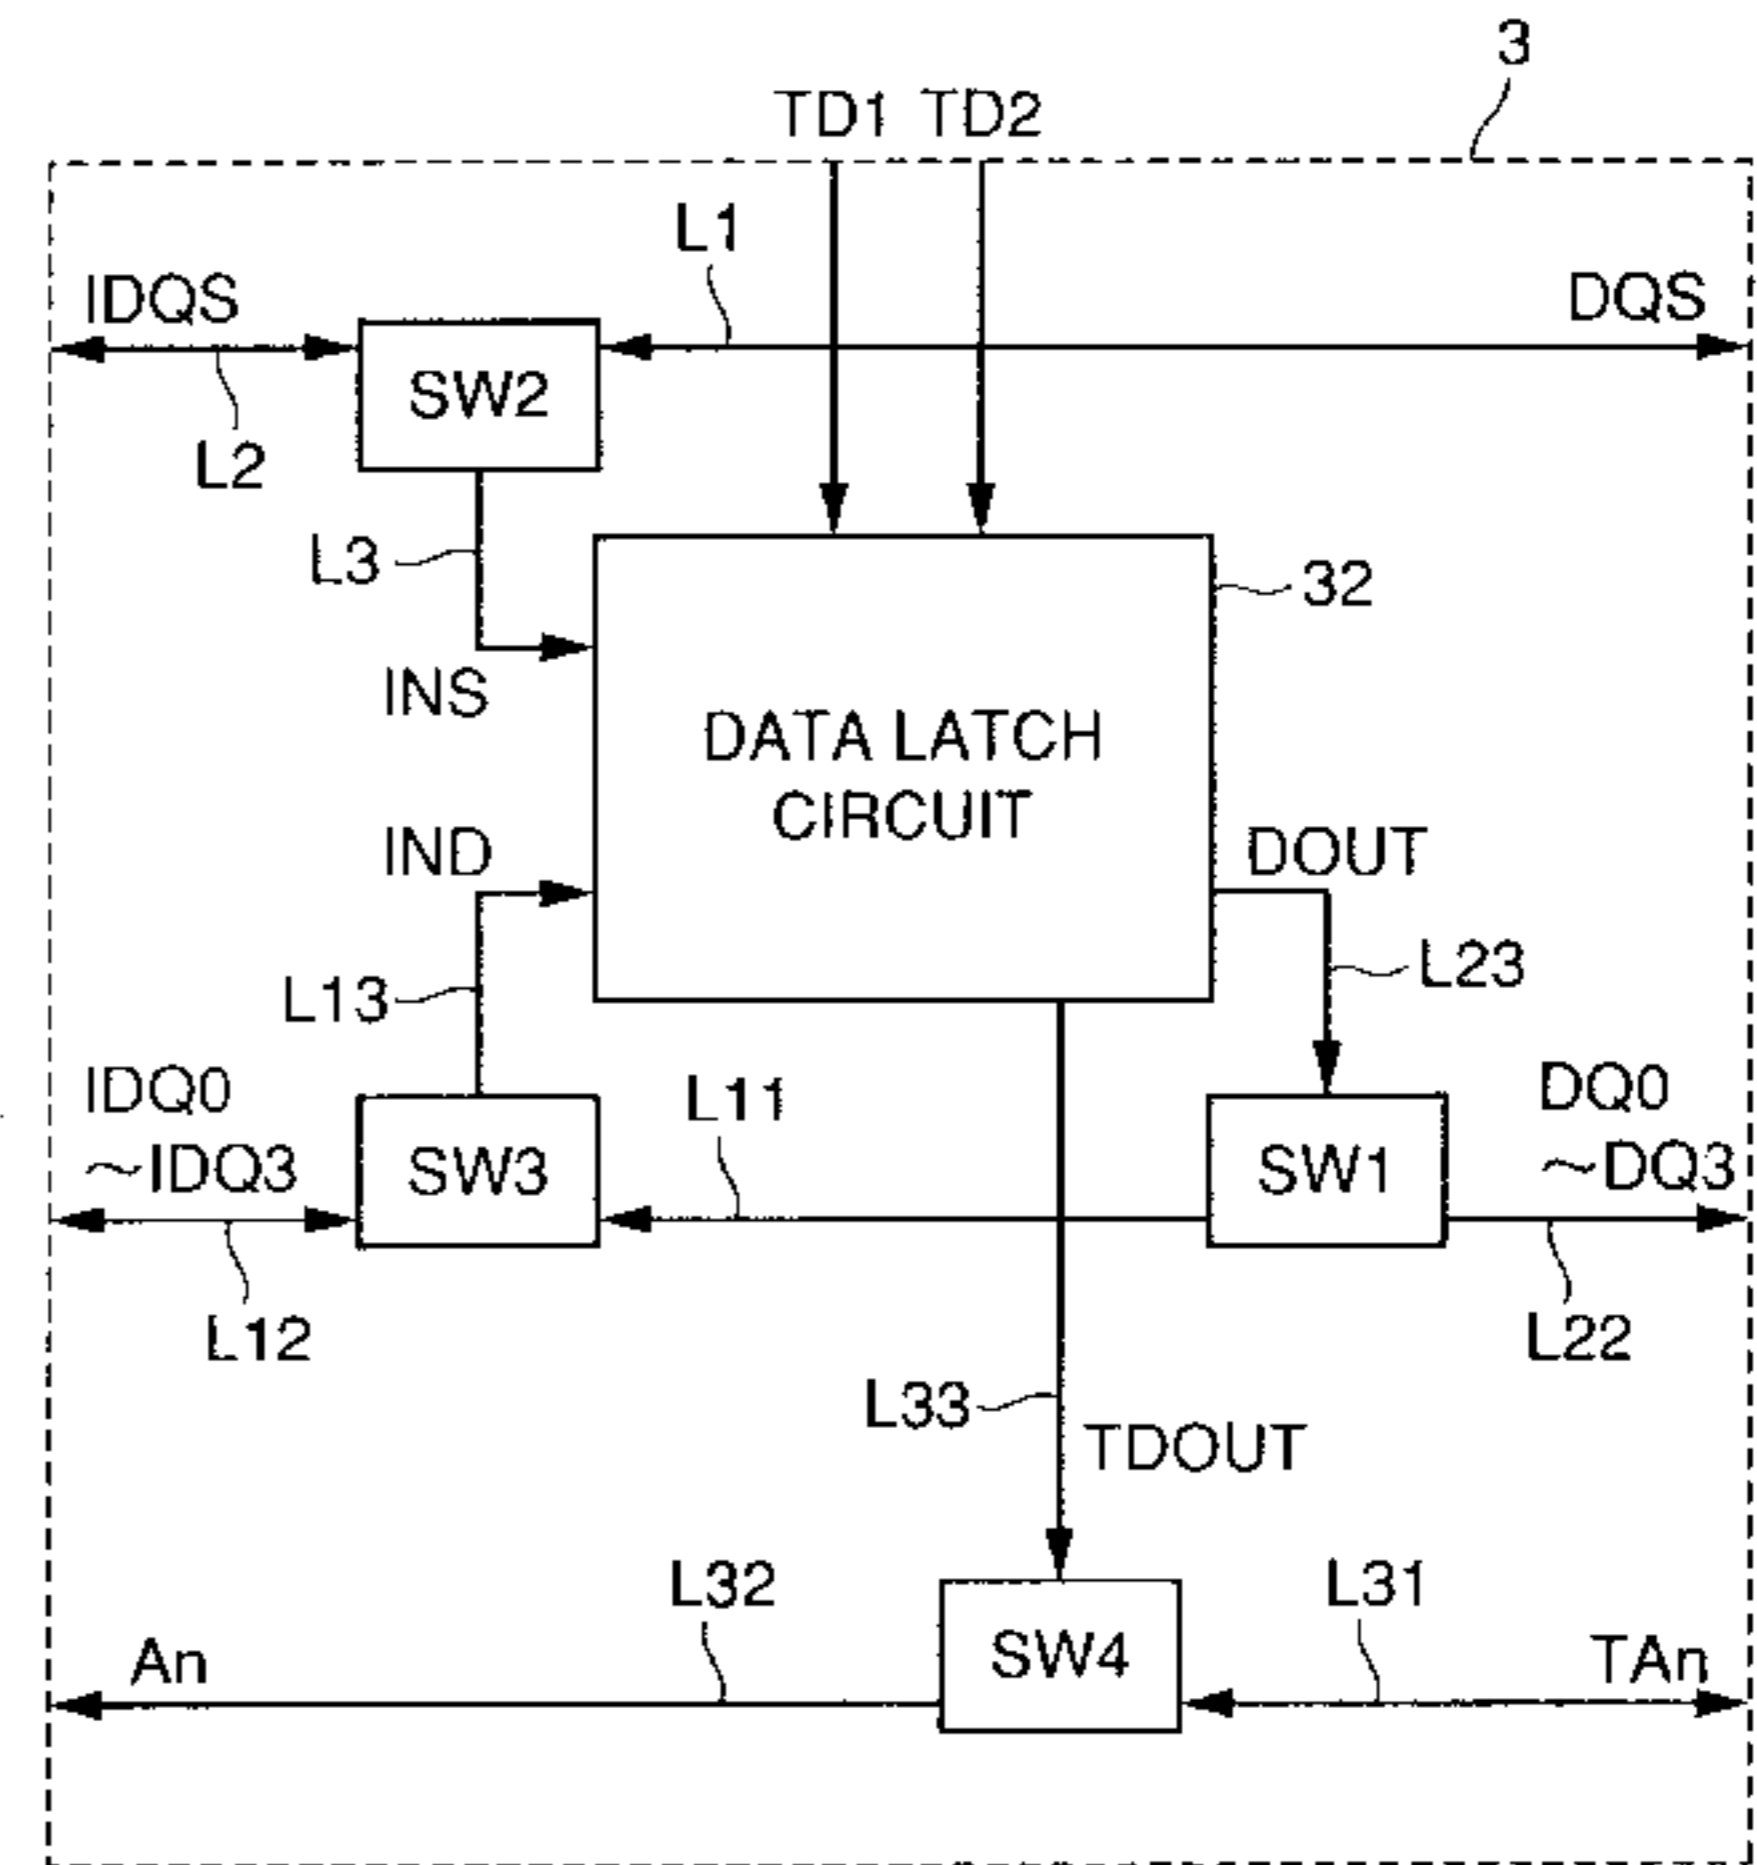 3
TD1 TD2
L1
IDQS
DQS
SW2
L2
L3
32
INS
DATA LATCH
CIRCUIT
IND
DOUT
L13
L23
IDQ0
~IDQ3
L11
DQ0
~DQ3
SW3
SW1
L12
L22
L33
TDOUT
L32
L31
An
SW4
TAn